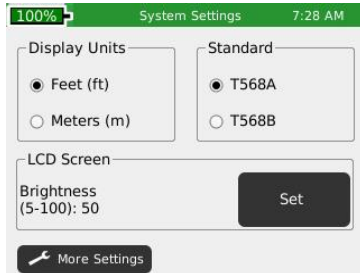 100% System Settings 7:28 AM
Display Units
Feet (ft)
Meters (m)
Standard
T568A
T568B
LCD Screen
Brightness
(5-100): 50
Set
More Settings